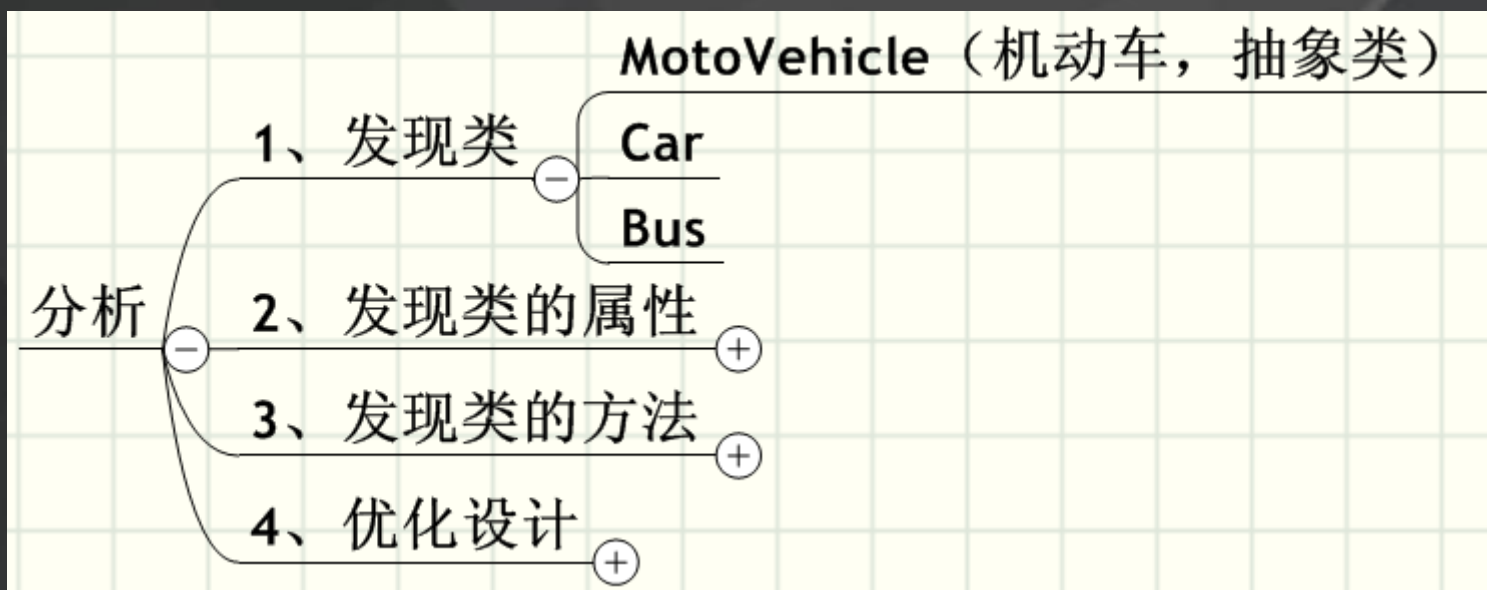 MotoVehicle（机动车，抽象类）
1、发现类
Car
Bus
分析
2、发现类的属性
3、发现类的方法
4、优化设计